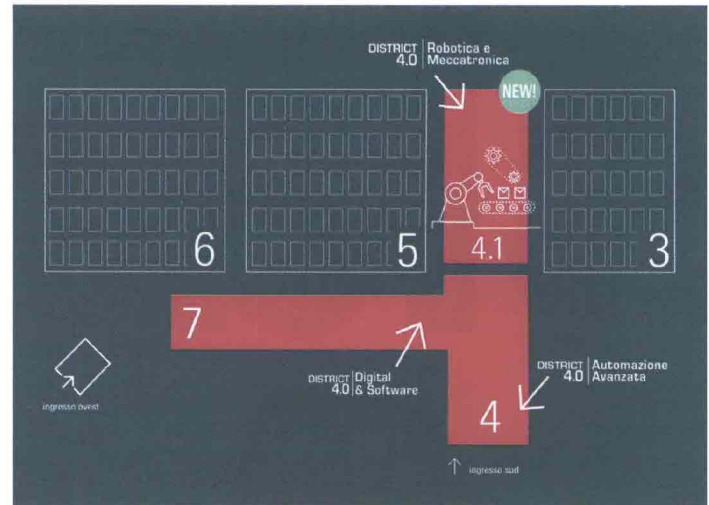 DISTRICT 4.0 Robotica e
Meccatronica
NEW!
6
5
4.1
3
7
DISTRICT 4.0 Digital
& Software
DISTRICT 4.0 Automazione
Avanzata
4
ingresso ovest
ingresso sud